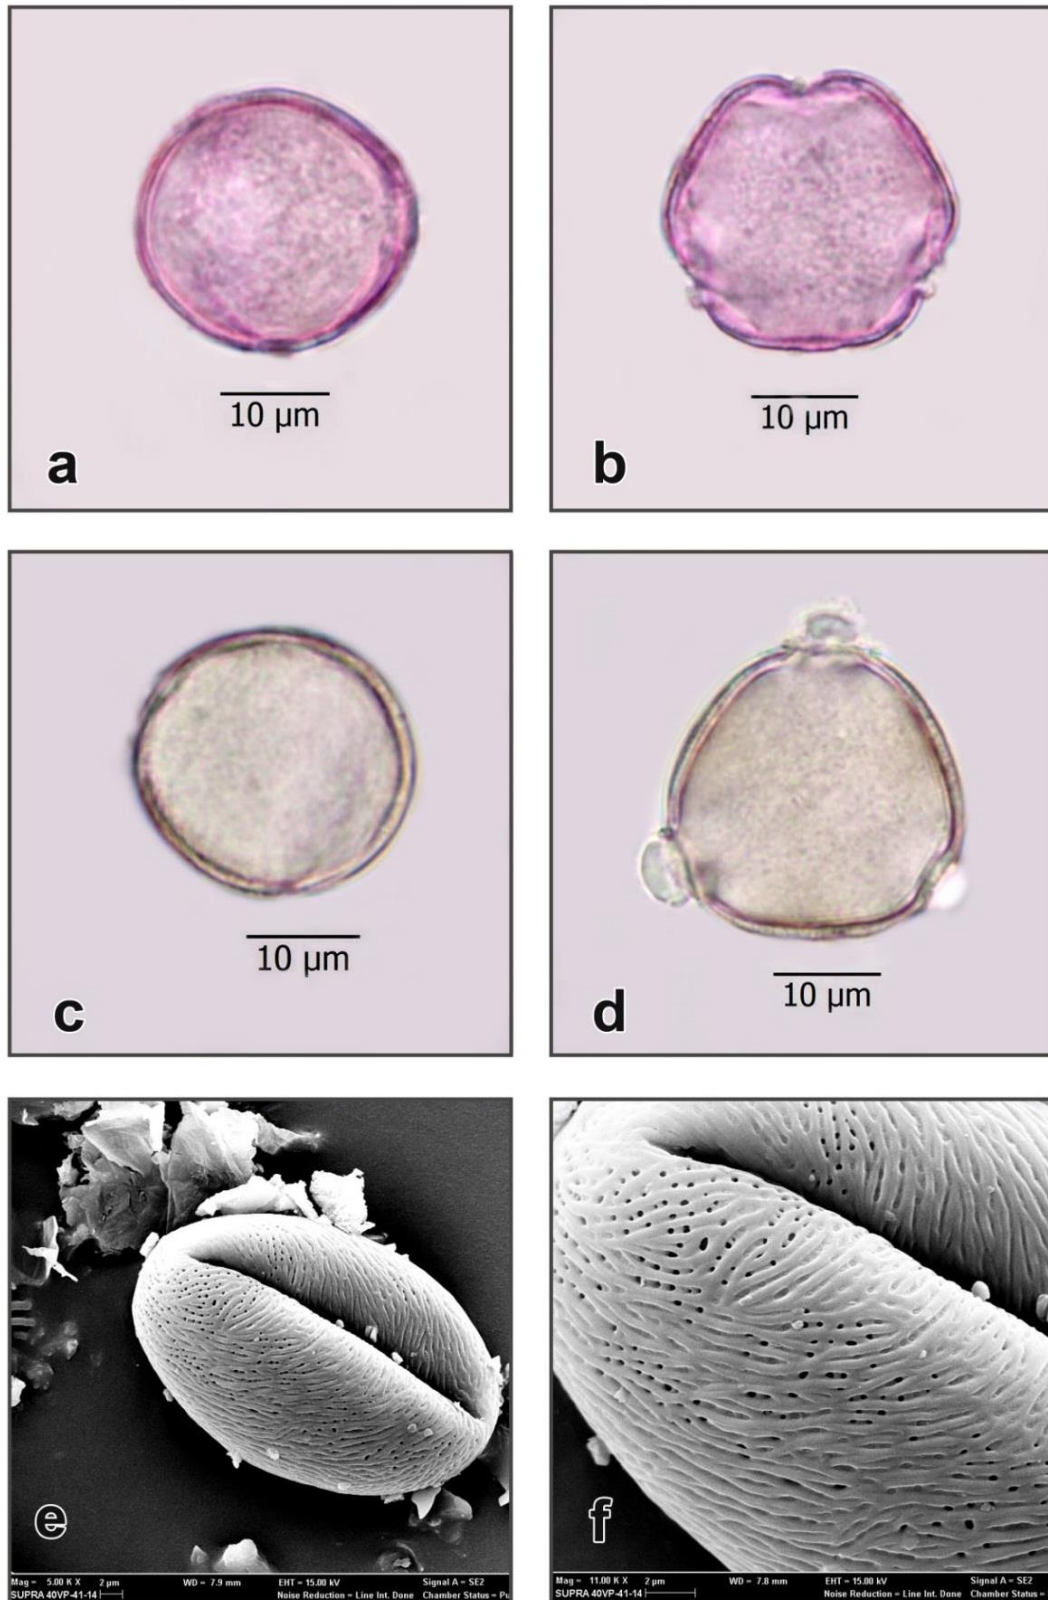 10 µm
a
10 µm
b
10 µm
c
10 µm
d
e
Mag = 5.00 K X 2 µm WD = 7.9 mm EHT = 15.00 kV Signal A = SE2
SUPRA 40VP-41-14 Noise Reduction = Line Int. Done Chamber Status =
f
Mag = 11.00 K X 2 µm WD = 7.8 mm EHT = 15.00 kV Signal A = SE2
SUPRA 40VP-41-14 Noise Reduction = Line Int. Done Chamber Status =